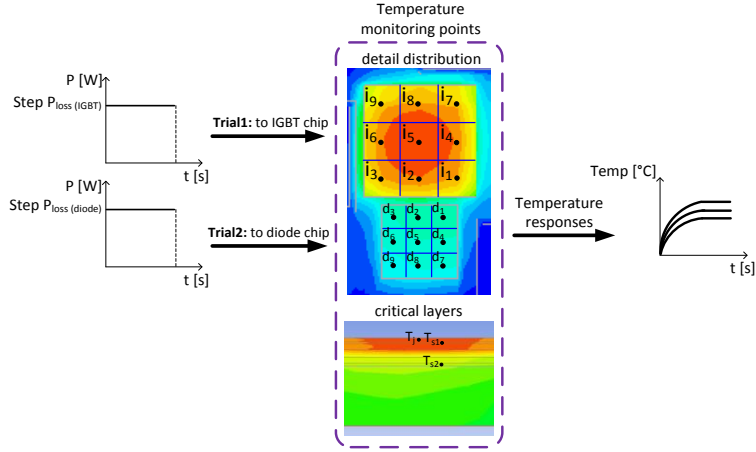 Temperature
monitoring points
detail distribution
P [W]
Step P_loss (IGBT)
t [s]
Trial1: to IGBT chip
P [W]
Step P_loss (diode)
t [s]
Trial2: to diode chip
i9 i8 i7
i6 i5 i4
i3 i2 i1
d3 d2 d1
d6 d5 d4
d9 d8 d7
critical layers
Tj Ts1
Ts2
Temperature
responses
Temp [°C]
t [s]